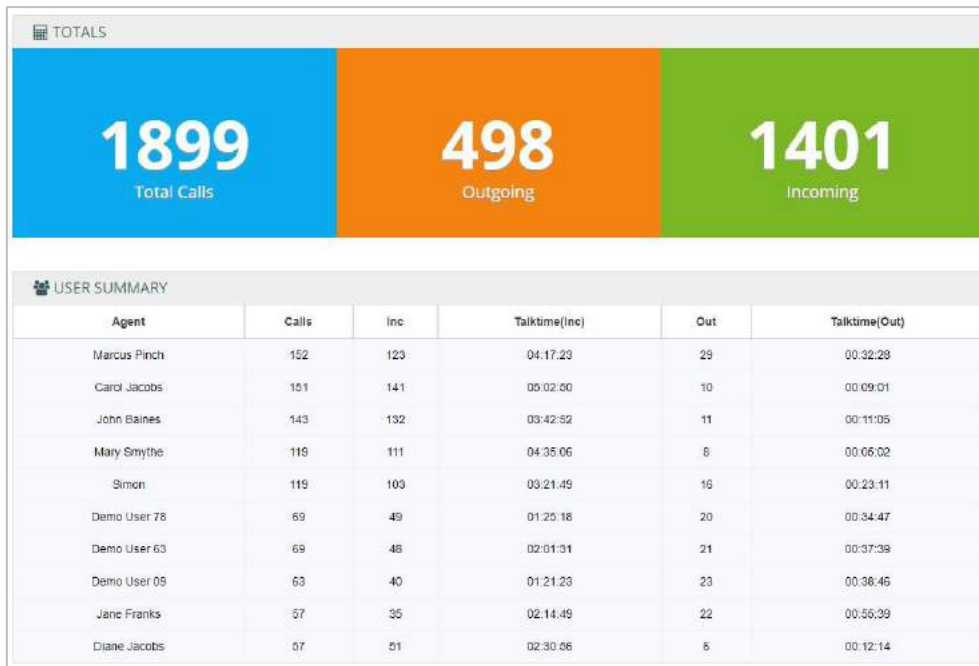 TOTALS
1899 498 1401
Total Calls Outgoing Incoming
USER SUMMARY
Agent Calls Inc Talktime(Inc) Out Talktime(Out)
Marcus Pinch 152 123 04:17:23 29 00:32:28
Carol Jacobs 151 141 05:02:50 10 00:09:01
John Baines 143 132 03:42:52 11 00:11:05
Mary Smythe 119 111 04:35:06 8 00:05:02
Simon 119 103 03:21:49 16 00:23:11
Demo User 78 69 49 01:25:18 20 00:34:47
Demo User 63 69 48 02:01:31 21 00:37:39
Demo User 09 63 40 01:21:23 23 00:38:46
Jane Franks 57 35 02:14:49 22 00:55:39
Diane Jacobs 57 51 02:30:56 6 00:12:14